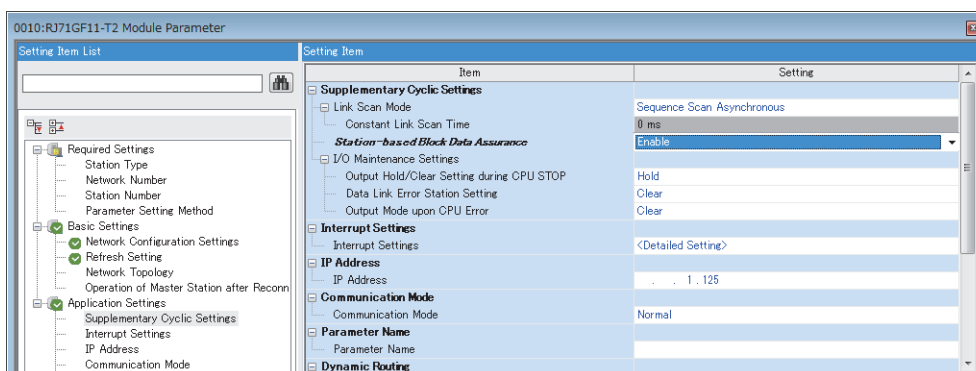 0010:RJ71GF11-T2 Module Parameter
Setting Item List
Setting Item
Item Setting
Supplementary Cyclic Settings
Link Scan Mode Sequence Scan Asynchronous
Constant Link Scan Time 0 ms
Station-based Block Data Assurance Enable
I/O Maintenance Settings
Output Hold/Clear Setting during CPU STOP Hold
Data Link Error Station Setting Clear
Output Mode upon CPU Error Clear
Interrupt Settings
Interrupt Settings <Detailed Setting>
IP Address
IP Address . . 1 . 125
Communication Mode
Communication Mode Normal
Parameter Name
Parameter Name
Dynamic Routing
Required Settings
Station Type
Network Number
Station Number
Parameter Setting Method
Basic Settings
Network Configuration Settings
Refresh Setting
Network Topology
Operation of Master Station after Reconn
Application Settings
Supplementary Cyclic Settings
Interrupt Settings
IP Address
Communication Mode